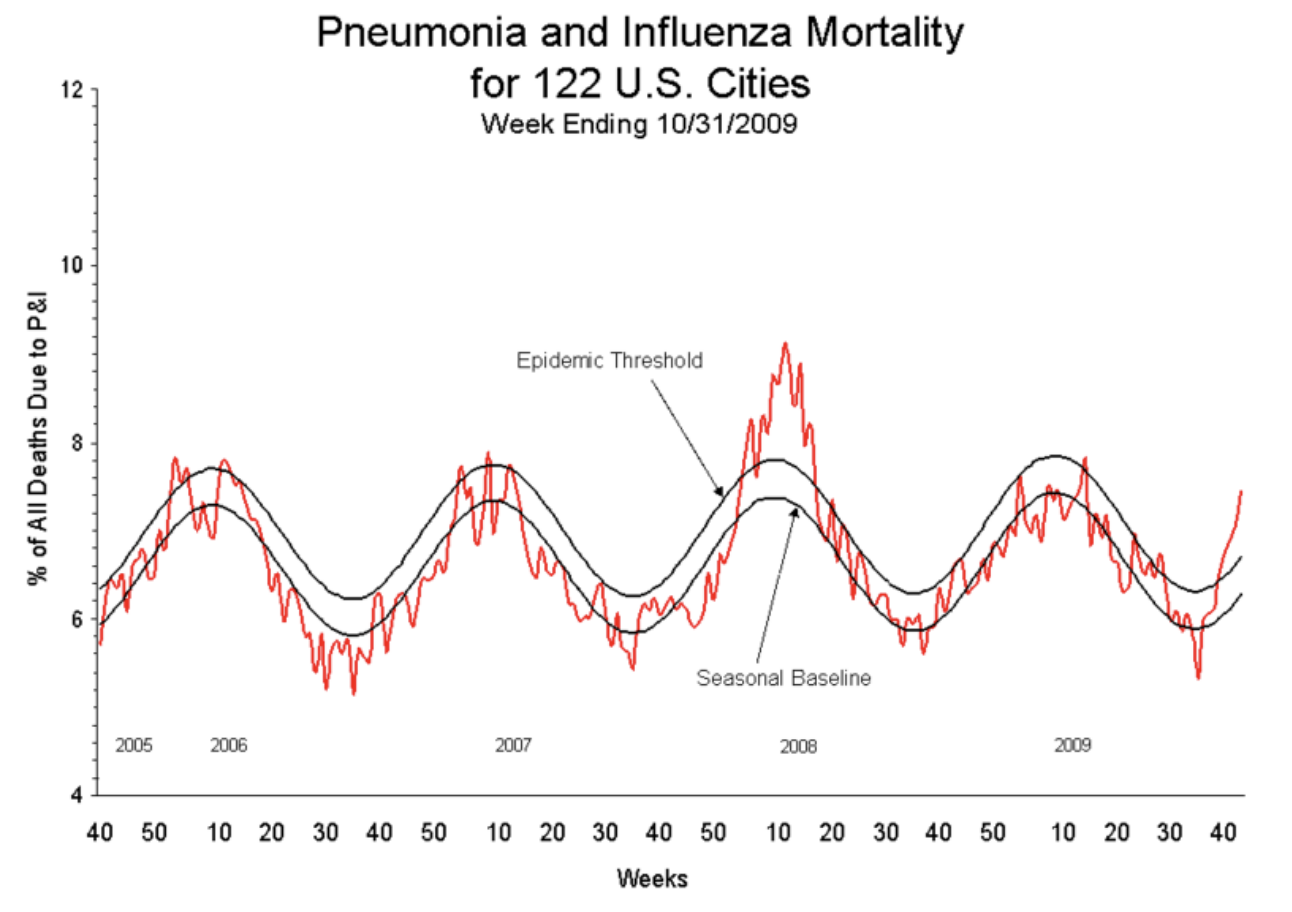 Pneumonia and Influenza Mortality
for 122 U.S. Cities
Week Ending 10/31/2009
12
10
8
6
4
% of All Deaths Due to P&I
Epidemic Threshold
Seasonal Baseline
2005 2006 2007 2008 2009
40 50 10 20 30 40 50 10 20 30 40 50 10 20 30 40 50 10 20 30 40
Weeks